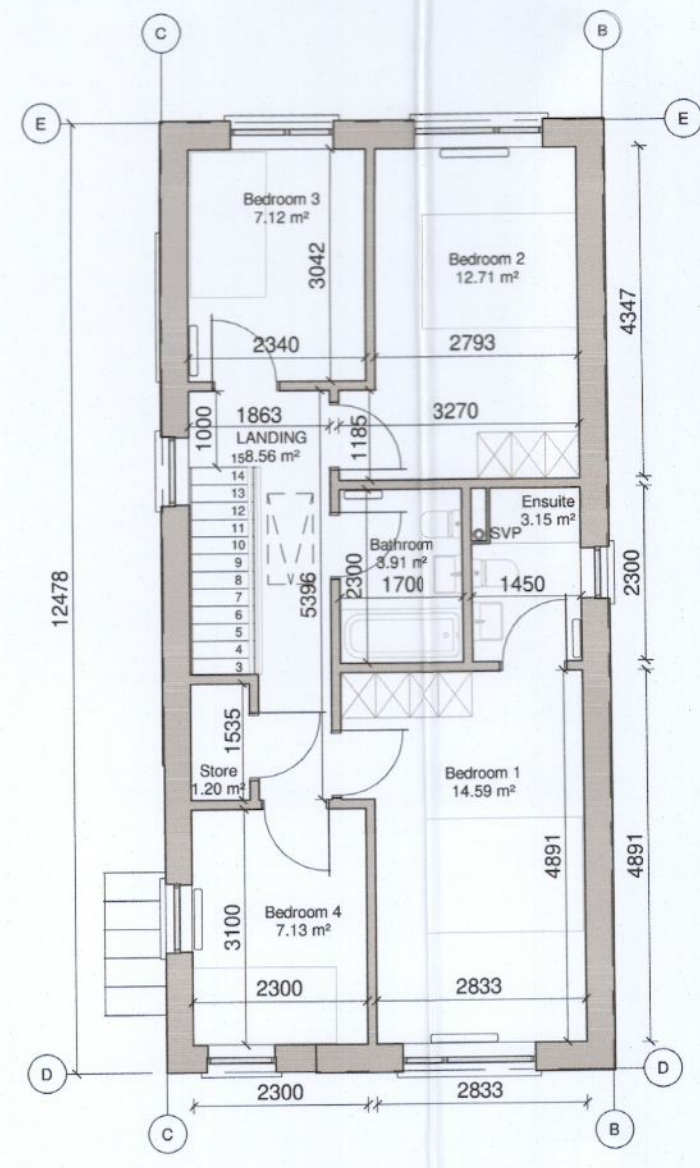 C
B
E
E
Bedroom 3
7.12 m²
3042
Bedroom 2
12.71 m²
4347
2340
2793
1000
1863
1185
3270
LANDING
8.56 m²
15
14
13
12
11
10
9
8
7
6
5
4
3
12478
5396
Bathroom
3.91 m²
2300
1700
Ensuite
3.15 m²
SVP
1450
2300
1535
Store
1.20 m²
Bedroom 1
14.59 m²
4891
4891
3100
Bedroom 4
7.13 m²
2300
2833
D
D
2300
2833
C
B